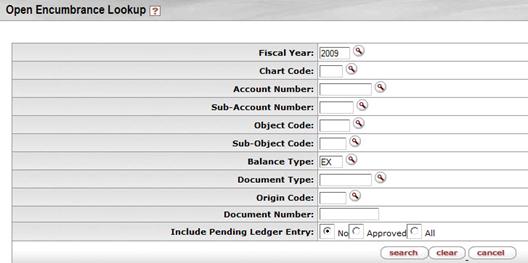 Open Encumbrance Lookup ?
Fiscal Year: 2009
Chart Code:
Account Number:
Sub-Account Number:
Object Code:
Sub-Object Code:
Balance Type: EX
Document Type:
Origin Code:
Document Number:
Include Pending Ledger Entry: No Approved All
search clear cancel